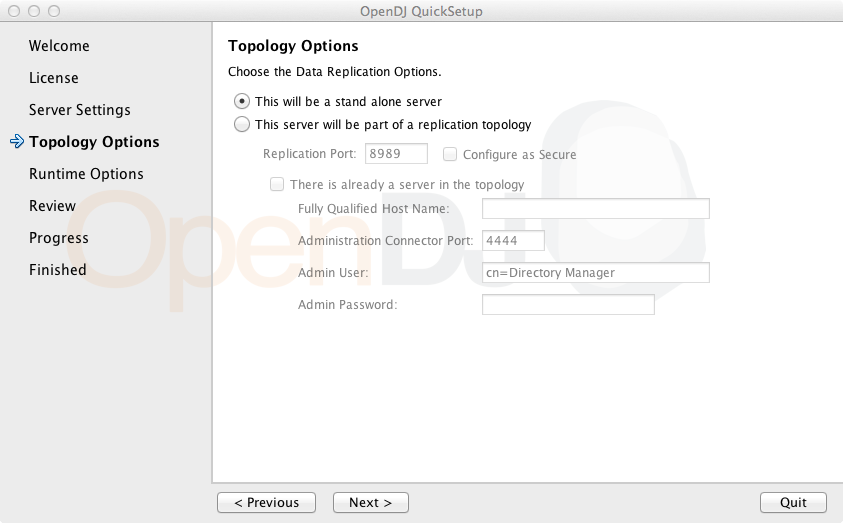 OpenDJ QuickSetup
Welcome
License
Server Settings
Topology Options
Runtime Options
Review
Progress
Finished
Topology Options
Choose the Data Replication Options.
This will be a stand alone server
This server will be part of a replication topology
Replication Port: 8989 Configure as Secure
There is already a server in the topology
Fully Qualified Host Name:
Administration Connector Port: 4444
Admin User: cn=Directory Manager
Admin Password:
OpenDJ
< Previous Next > Quit